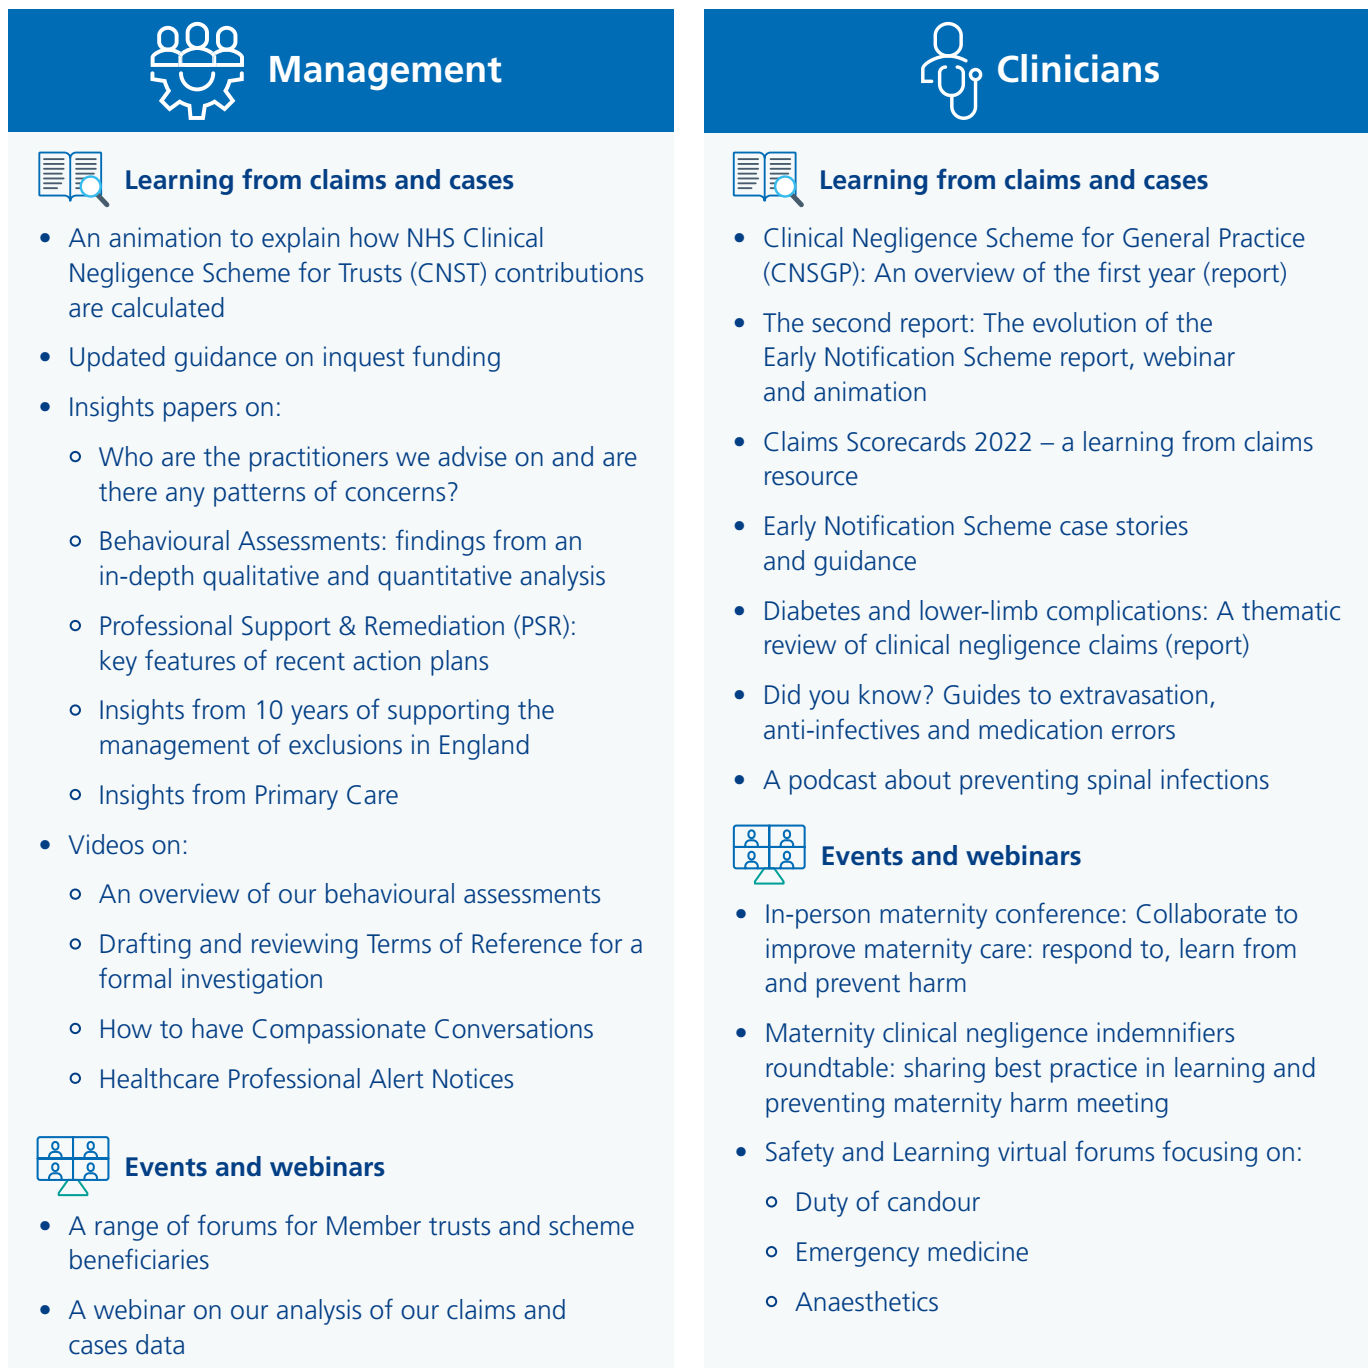 Management
Learning from claims and cases
• An animation to explain how NHS Clinical
Negligence Scheme for Trusts (CNST) contributions
are calculated
• Updated guidance on inquest funding
• Insights papers on:
Who are the practitioners we advise on and are
there any patterns of concerns?
Behavioural Assessments: findings from an
in-depth qualitative and quantitative analysis
Professional Support & Remediation (PSR):
key features of recent action plans
Insights from 10 years of supporting the
management of exclusions in England
Insights from Primary Care
• Videos on:
An overview of our behavioural assessments
Drafting and reviewing Terms of Reference for a
formal investigation
How to have Compassionate Conversations
Healthcare Professional Alert Notices
Events and webinars
• A range of forums for Member trusts and scheme
beneficiaries
• A webinar on our analysis of our claims and
cases data
Clinicians
Learning from claims and cases
• Clinical Negligence Scheme for General Practice
(CNSGP): An overview of the first year (report)
• The second report: The evolution of the
Early Notification Scheme report, webinar
and animation
• Claims Scorecards 2022 – a learning from claims
resource
• Early Notification Scheme case stories
and guidance
• Diabetes and lower-limb complications: A thematic
review of clinical negligence claims (report)
• Did you know? Guides to extravasation,
anti-infectives and medication errors
• A podcast about preventing spinal infections
Events and webinars
• In-person maternity conference: Collaborate to
improve maternity care: respond to, learn from
and prevent harm
• Maternity clinical negligence indemnifiers
roundtable: sharing best practice in learning and
preventing maternity harm meeting
• Safety and Learning virtual forums focusing on:
Duty of candour
Emergency medicine
Anaesthetics